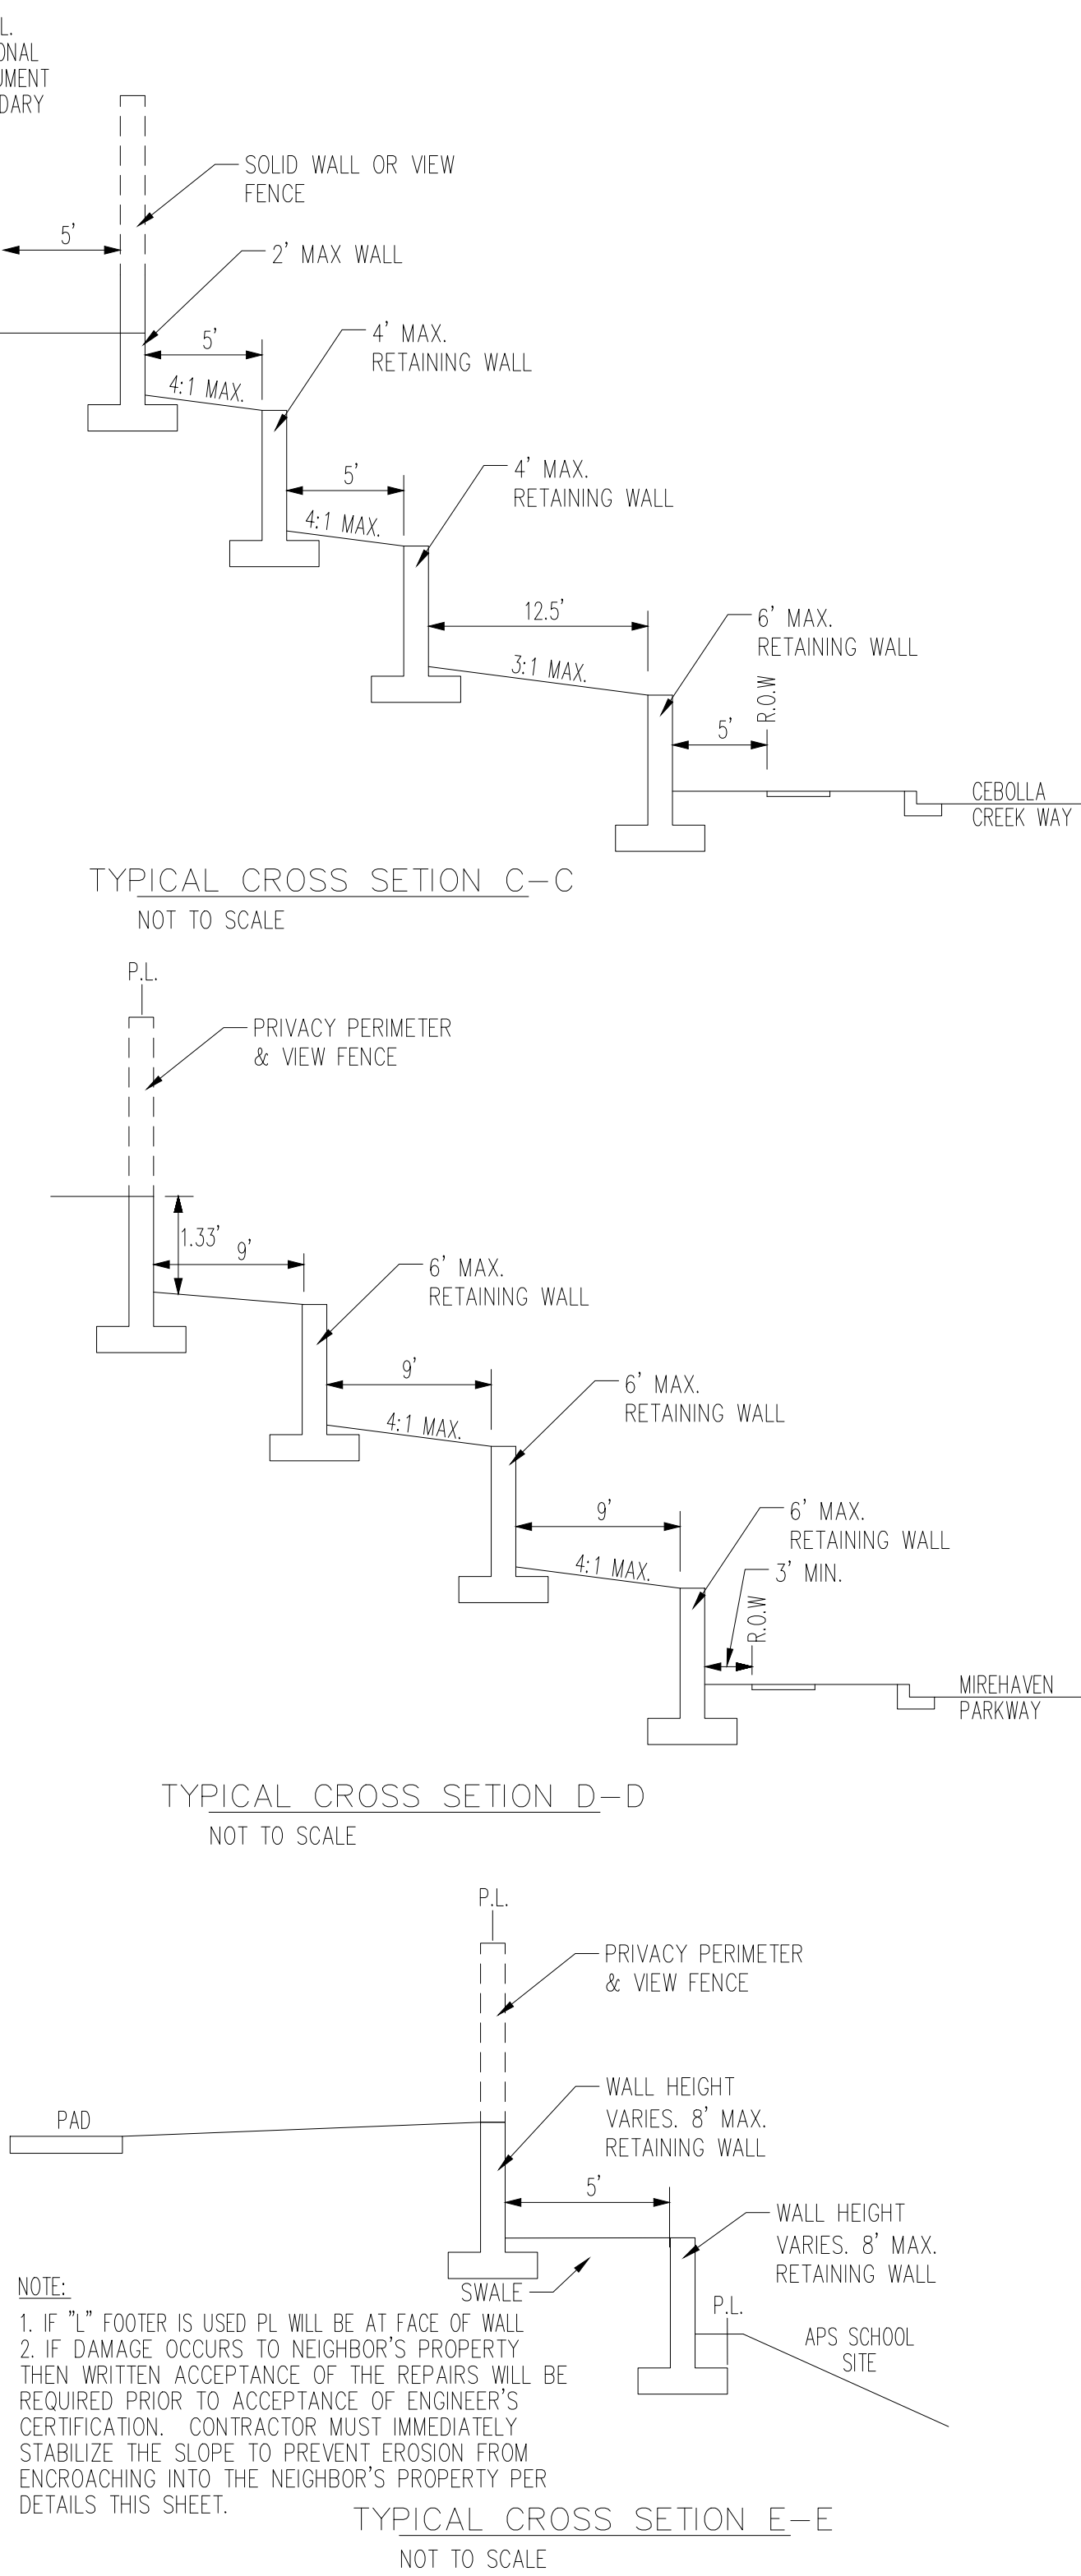 L.
SOLID WALL OR VIEW
FENCE
5'
2' MAX WALL
5'
4' MAX.
RETAINING WALL
4:1 MAX.
5'
4' MAX.
RETAINING WALL
4:1 MAX.
12.5'
6' MAX.
RETAINING WALL
3:1 MAX.
R.O.W
5'
CEBOLLA
CREEK WAY
TYPICAL CROSS SETION C-C
NOT TO SCALE
P.L.
PRIVACY PERIMETER
& VIEW FENCE
1.33'
9'
6' MAX.
RETAINING WALL
9'
6' MAX.
RETAINING WALL
4:1 MAX.
9'
6' MAX.
RETAINING WALL
4:1 MAX.
3' MIN.
R.O.W
MIREHAVEN
PARKWAY
TYPICAL CROSS SETION D-D
NOT TO SCALE
P.L.
PRIVACY PERIMETER
& VIEW FENCE
PAD
WALL HEIGHT
VARIES. 8' MAX.
RETAINING WALL
5'
WALL HEIGHT
VARIES. 8' MAX.
RETAINING WALL
SWALE
P.L.
APS SCHOOL
SITE
NOTE:
1. IF "L" FOOTER IS USED PL WILL BE AT FACE OF WALL
2. IF DAMAGE OCCURS TO NEIGHBOR'S PROPERTY
THEN WRITTEN ACCEPTANCE OF THE REPAIRS WILL BE
REQUIRED PRIOR TO ACCEPTANCE OF ENGINEER'S
CERTIFICATION. CONTRACTOR MUST IMMEDIATELY
STABILIZE THE SLOPE TO PREVENT EROSION FROM
ENCROACHING INTO THE NEIGHBOR'S PROPERTY PER
DETAILS THIS SHEET.
TYPICAL CROSS SETION E-E
NOT TO SCALE